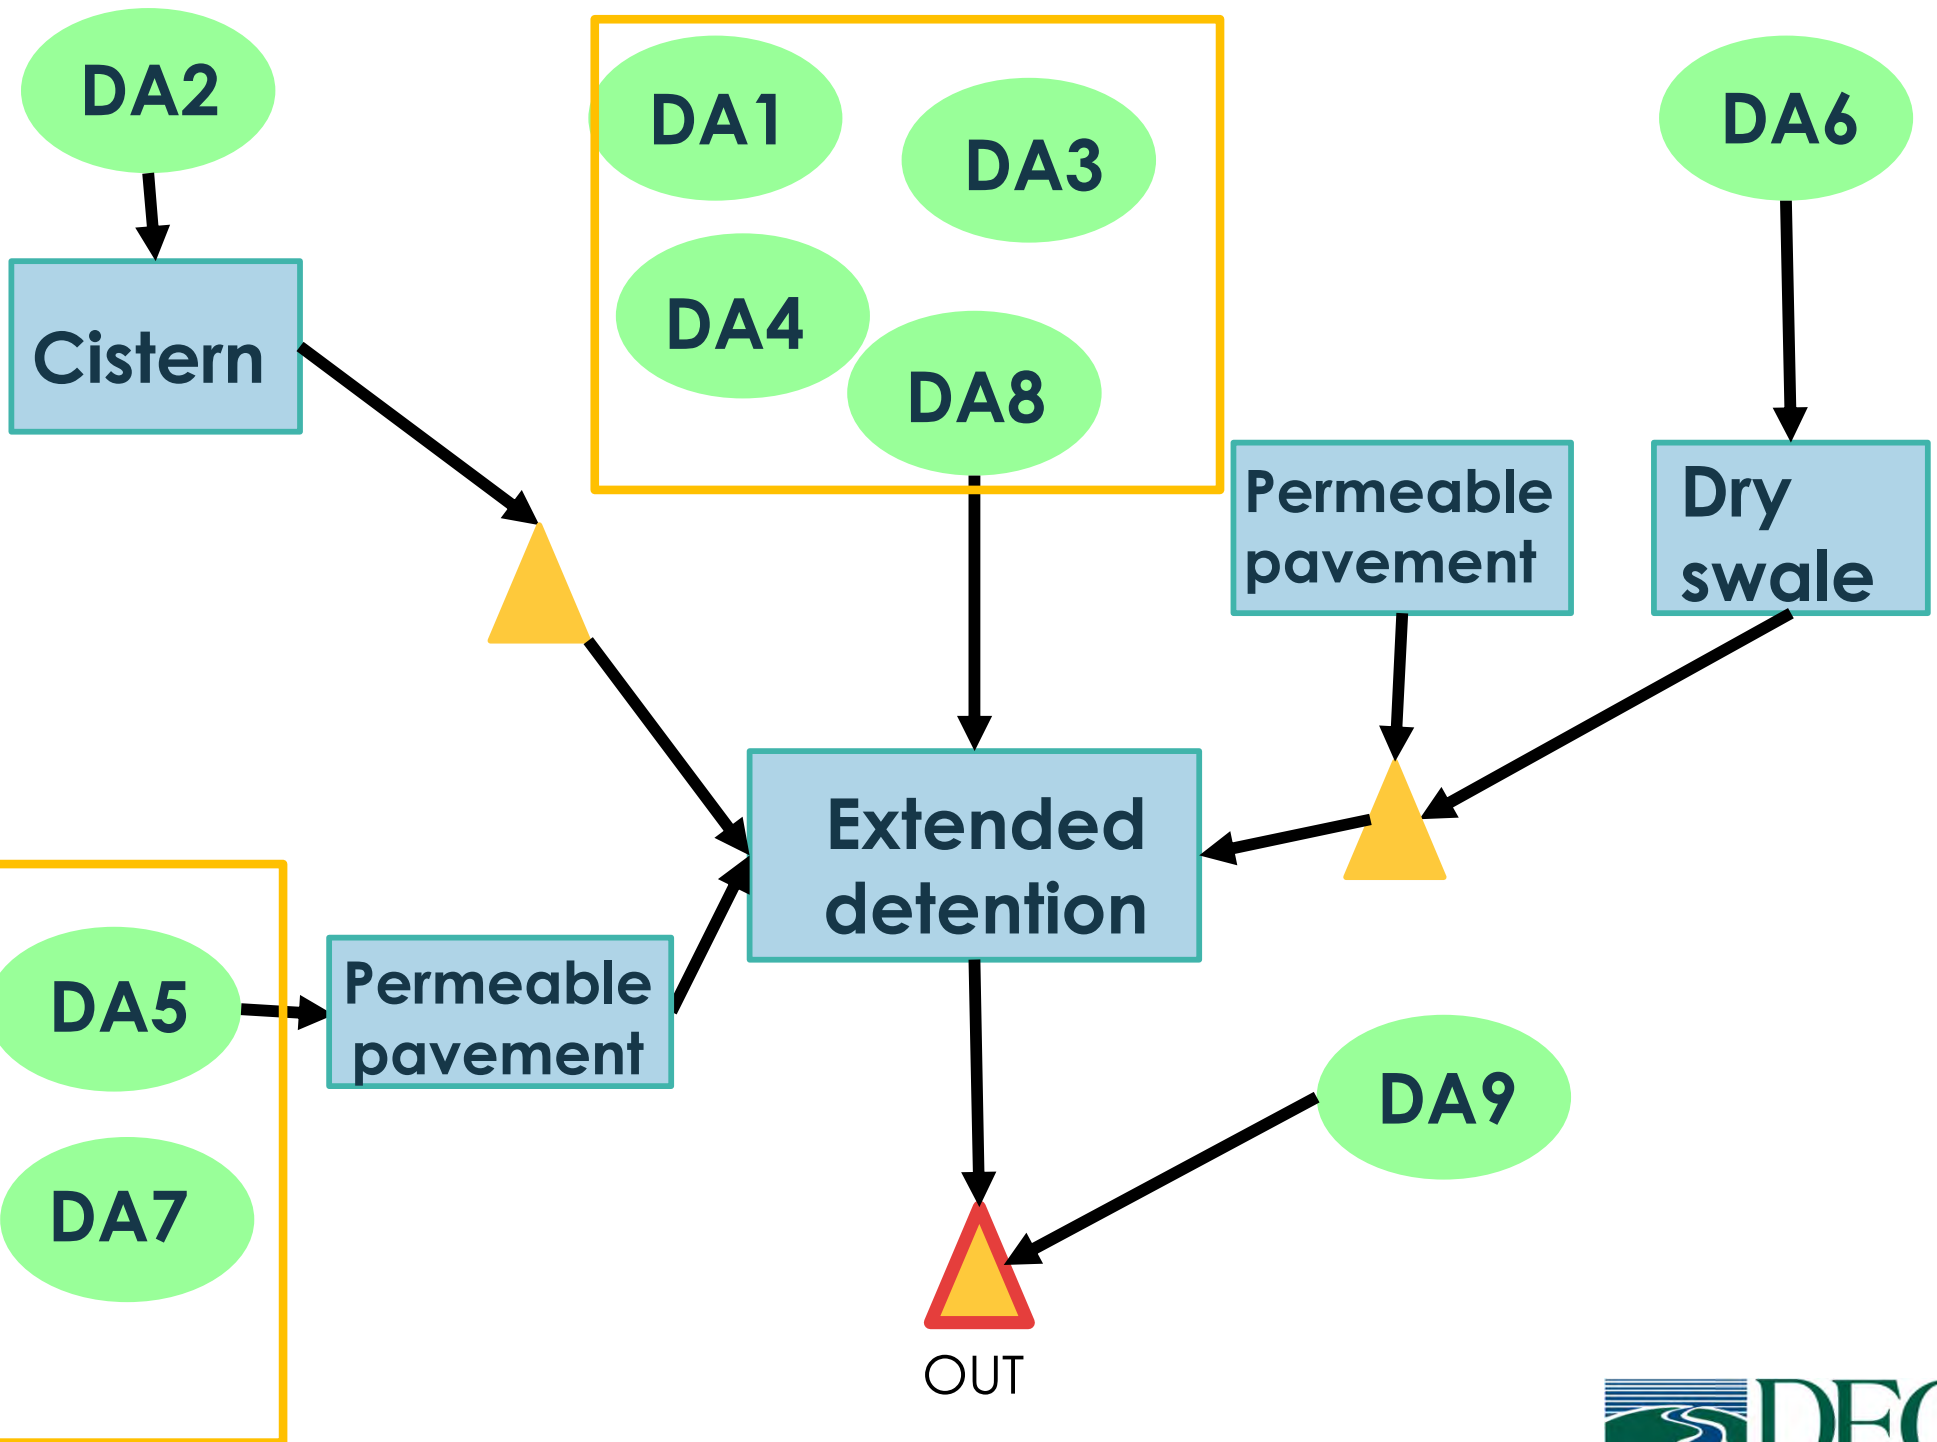 DA2
DA1
DA3
DA6
DA4
DA8
Cistern
Permeable
pavement
Dry
swale
Extended
detention
DA5
Permeable
pavement
DA7
DA9
OUT